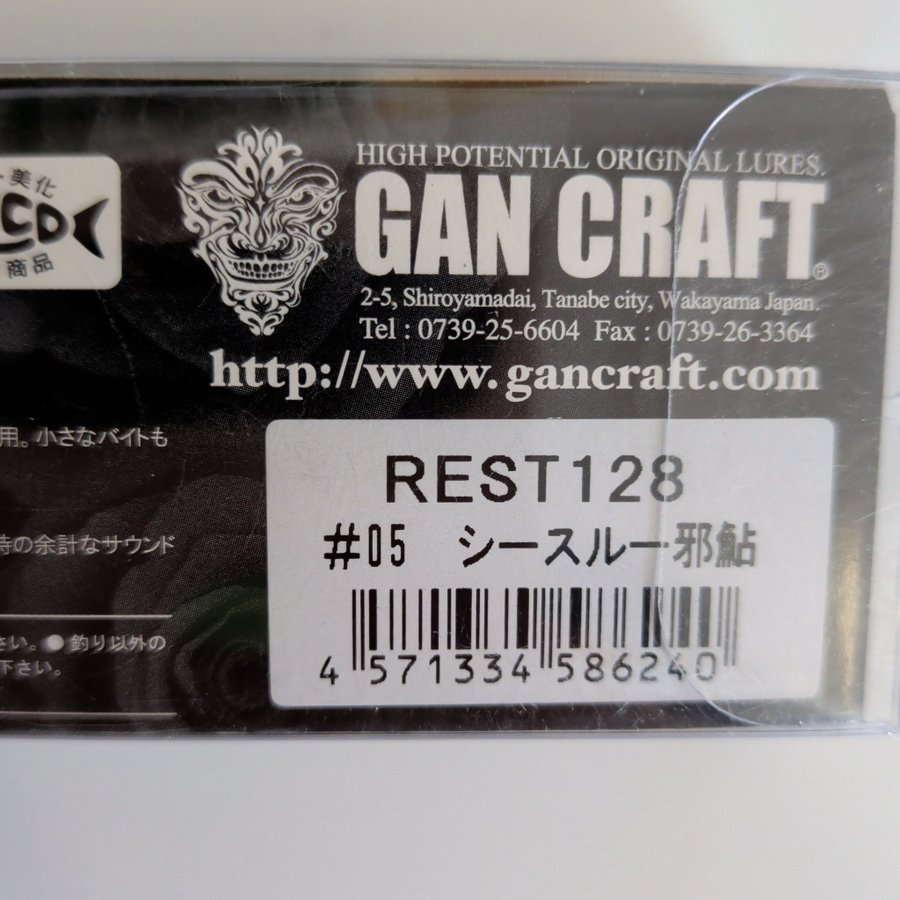 ・美化
商品
HIGH POTENTIAL ORIGINAL LURES.
GAN CRAFT®
2-5, Shiroyamadai, Tanabe city, Wakayama Japan.
Tel : 0739-25-6604 Fax : 0739-26-3364
http://www.gancraft.com
用。小さなバイトも
時の余計なサウンド
さい。●釣り以外の
下さい。
REST128
#05 シースルー邪鮎
4 571334 586240